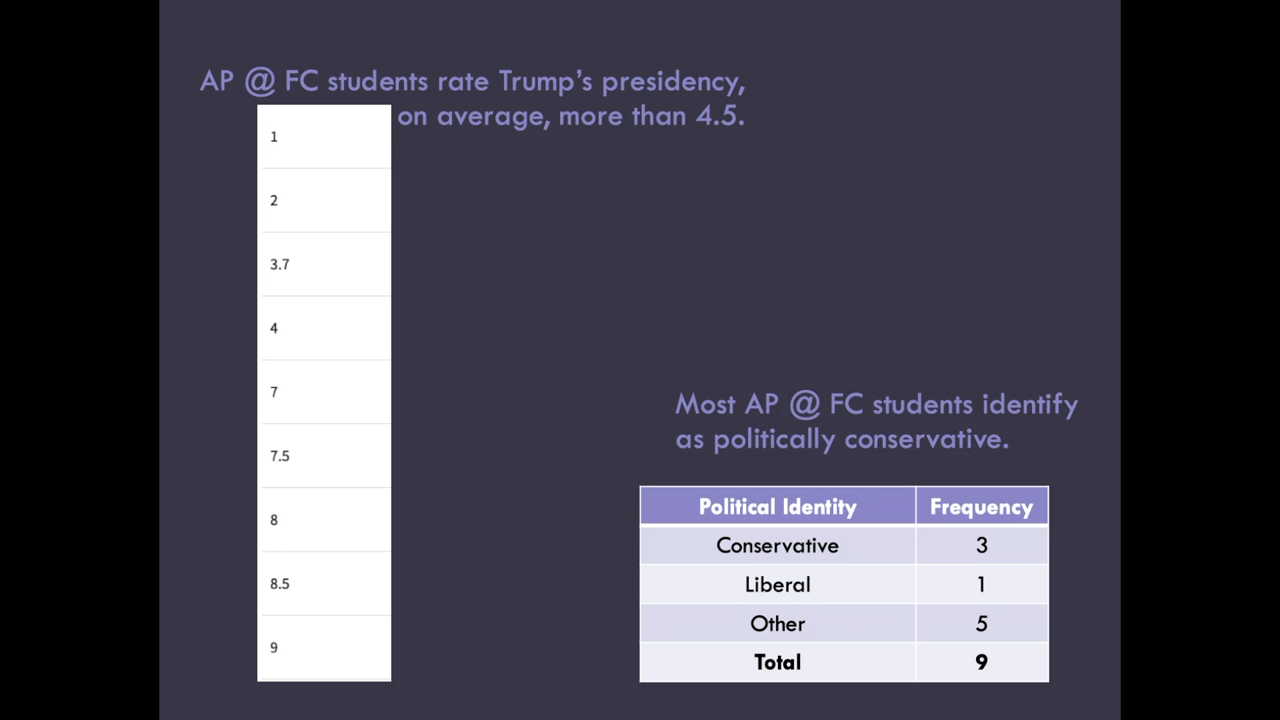 AP @ FC students rate Trump's presidency,
on average, more than 4.5.
1
2
3.7
4
7
7.5
8
8.5
9
Most AP @ FC students identify
as politically conservative.
Political Identity Frequency
Conservative 3
Liberal 1
Other 5
Total 9